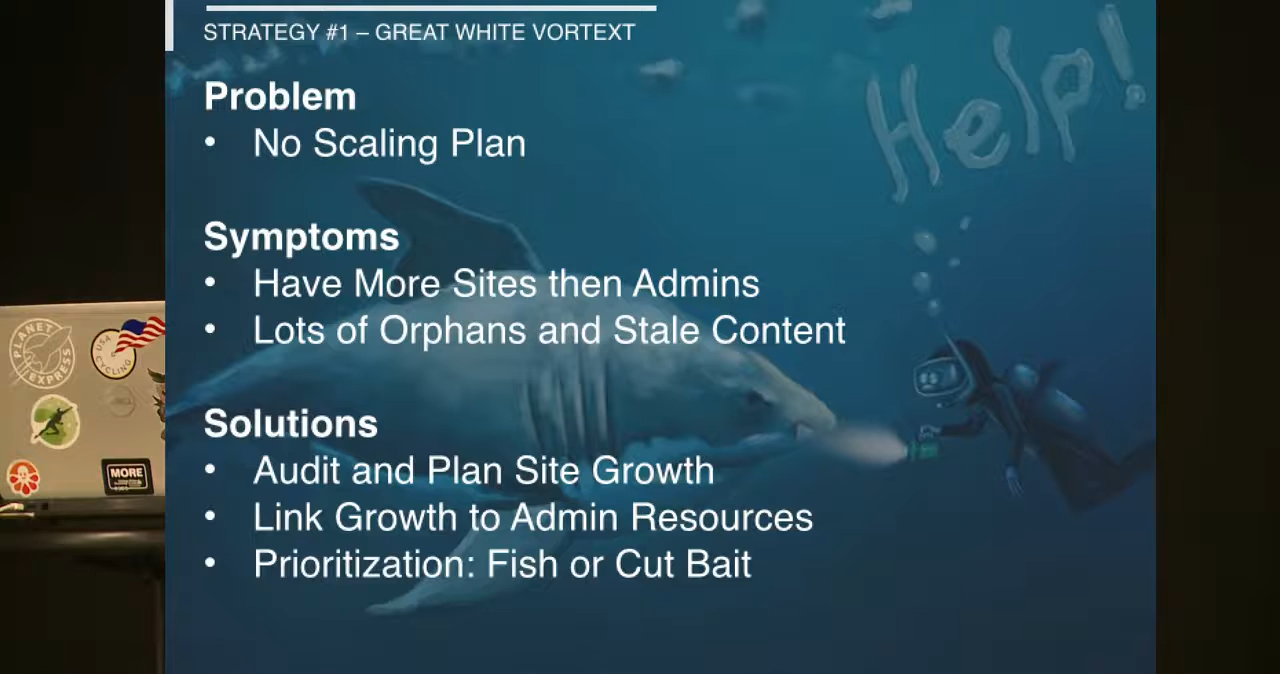 STRATEGY #1 – GREAT WHITE VORTEXT
Help!
Problem
• No Scaling Plan
Symptoms
• Have More Sites then Admins
• Lots of Orphans and Stale Content
Solutions
• Audit and Plan Site Growth
• Link Growth to Admin Resources
• Prioritization: Fish or Cut Bait
PLANET EXPRESS
USA CYCLING
MORE